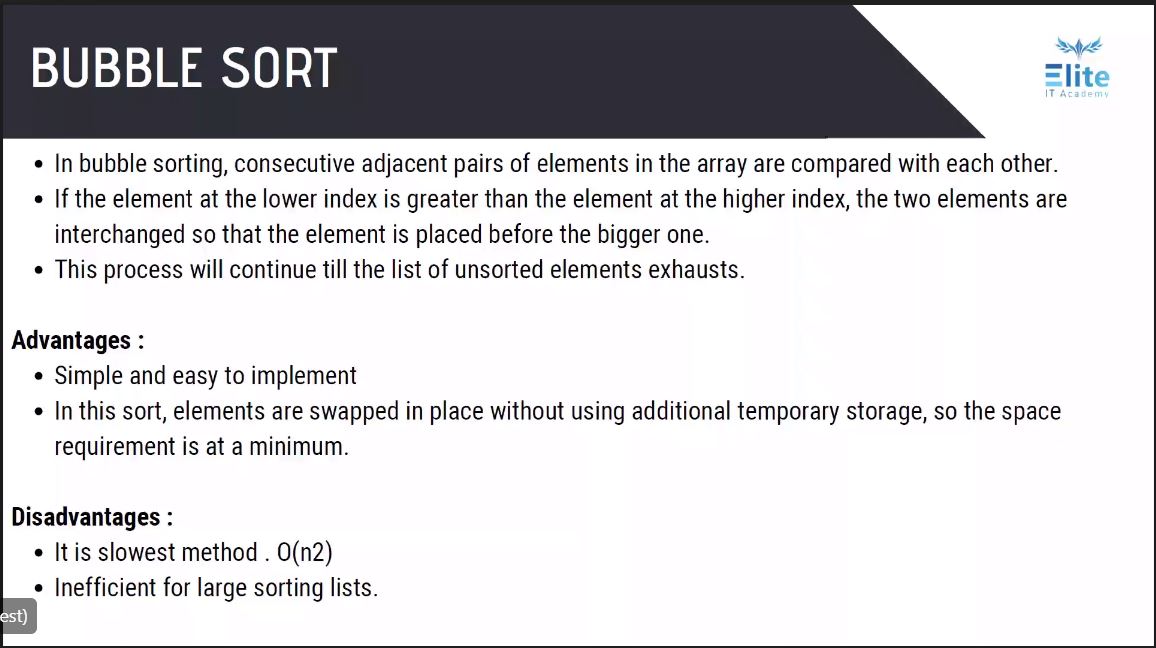 BUBBLE SORT
Elite
IT Academy
• In bubble sorting, consecutive adjacent pairs of elements in the array are compared with each other.
• If the element at the lower index is greater than the element at the higher index, the two elements are
interchanged so that the element is placed before the bigger one.
• This process will continue till the list of unsorted elements exhausts.
Advantages :
• Simple and easy to implement
• In this sort, elements are swapped in place without using additional temporary storage, so the space
requirement is at a minimum.
Disadvantages :
• It is slowest method . O(n2)
• Inefficient for large sorting lists.
est)